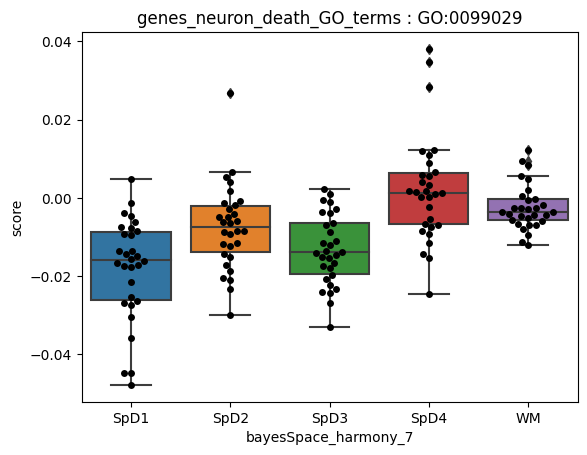 genes_neuron_death_GO_terms : GO:0099029
score
0.04
0.02
0.00
−0.02
−0.04
SpD1 SpD2 SpD3 SpD4 WM
bayesSpace_harmony_7